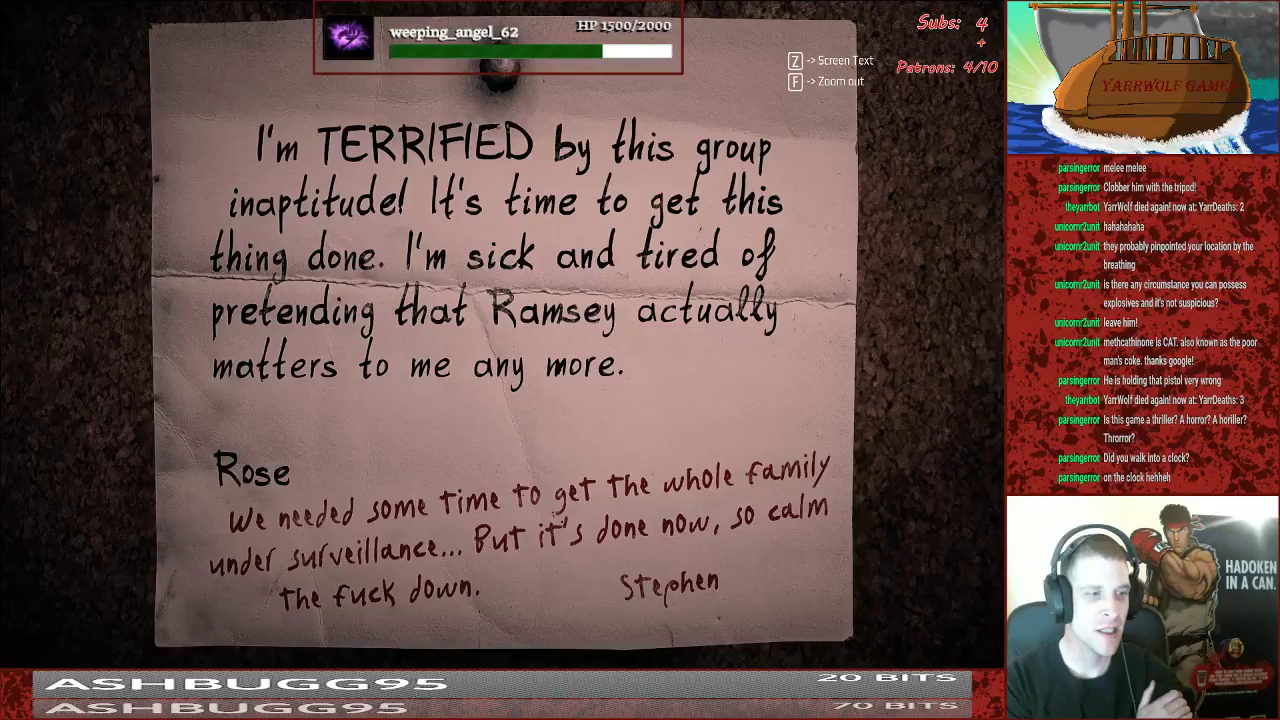 weeping_angel_62
HP 1500/2000
Z -> Screen Text
F -> Zoom out
Subs: 4
+
Patrons: 4/10
YARRWOLF GAMES
I'm TERRIFIED by this group
inaptitude! It's time to get this
thing done. I'm sick and tired of
pretending that Ramsey actually
matters to me any more.
Rose
We needed some time to get the whole family
under surveillance... But it's done now, so calm
the fuck down.
Stephen
parsingerror melee melee
parsingerror Clobber him with the tripod!
theyarrbot YarrWolf died again! now at: YarrDeaths: 2
unicornr2unit hahahahaha
unicornr2unit they probably pinpointed your location by the
breathing
unicornr2unit is there any circumstance you can possess
explosives and it's not suspicious?
unicornr2unit leave him!
unicornr2unit methcathinone is CAT. also known as the poor
man's coke. thanks google!
parsingerror He is holding that pistol very wrong
theyarrbot YarrWolf died again! now at: YarrDeaths: 3
parsingerror Is this game a thriller? A horror? A horiller?
Throrror?
parsingerror Did you walk into a clock?
parsingerror on the clock hehheh
HADOKEN
IN A CAN.
ASHBUGG95 20 BITS
ASHBUGG95 70 BITS